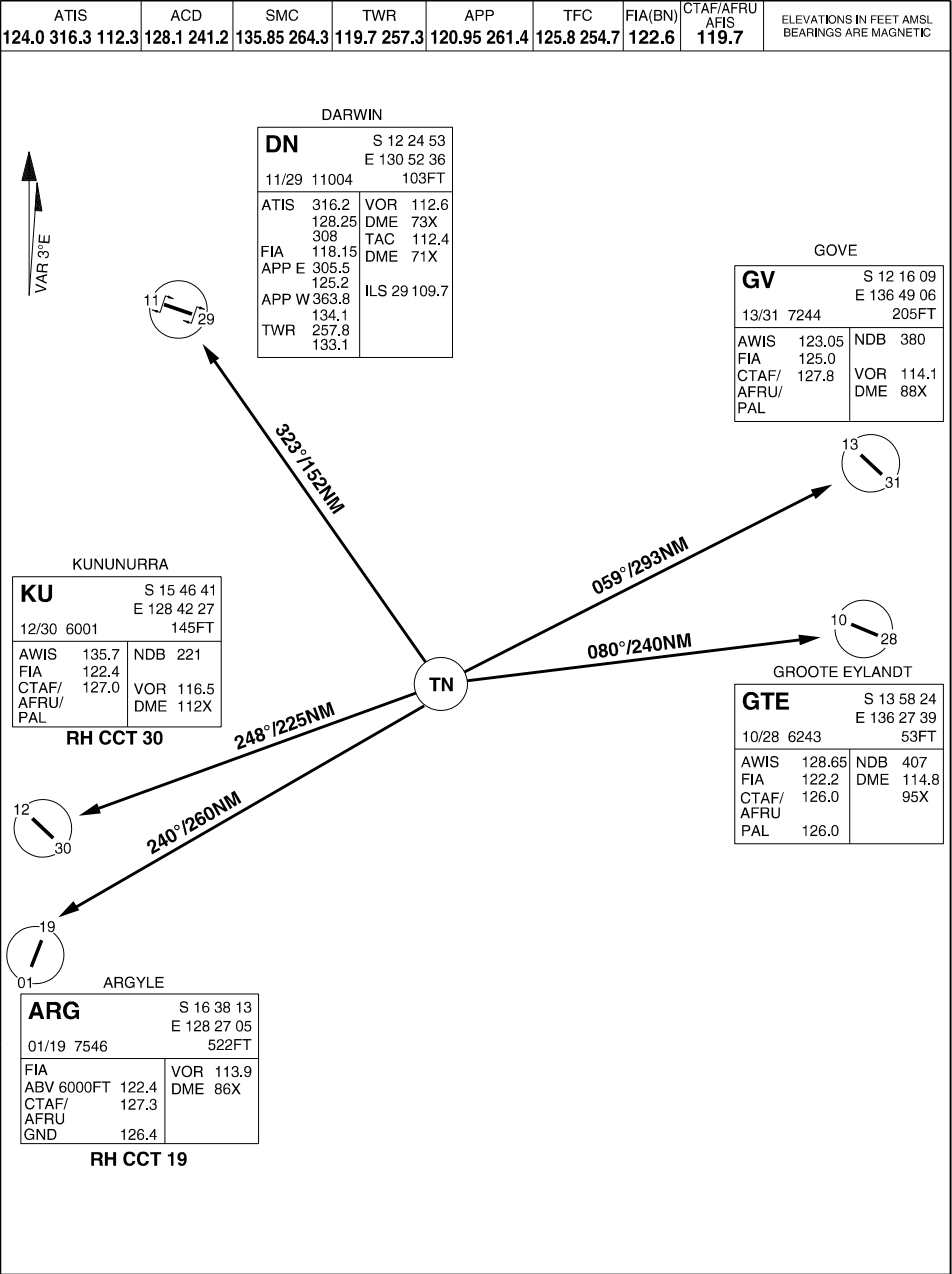 ATIS ACD SMC TWR APP TFC FIA(BN) CTAF/AFRU AFIS ELEVATIONS IN FEET AMSL
BEARINGS ARE MAGNETIC
124.0 316.3 112.3 128.1 241.2 135.85 264.3 119.7 257.3 120.95 261.4 125.8 254.7 122.6 119.7
VAR 3°E
DARWIN
DN S 12 24 53
E 130 52 36
11/29 11004 103FT
ATIS 316.2 VOR 112.6
128.25 DME 73X
308 TAC 112.4
FIA 118.15 DME 71X
APP E 305.5
125.2 ILS 29 109.7
APP W 363.8
134.1
TWR 257.8
133.1
11
29
GOVE
GV S 12 16 09
E 136 49 06
13/31 7244 205FT
AWIS 123.05 NDB 380
FIA 125.0
CTAF/ 127.8 VOR 114.1
AFRU/ DME 88X
PAL
13
31
323°/152NM
059°/293NM
080°/240NM
TN
248°/225NM
240°/260NM
KUNUNURRA
KU S 15 46 41
E 128 42 27
12/30 6001 145FT
AWIS 135.7 NDB 221
FIA 122.4
CTAF/ 127.0 VOR 116.5
AFRU/ DME 112X
PAL
RH CCT 30
12
30
10
28
GROOTE EYLANDT
GTE S 13 58 24
E 136 27 39
10/28 6243 53FT
AWIS 128.65 NDB 407
FIA 122.2 DME 114.8
CTAF/ 126.0 95X
AFRU
PAL 126.0
19
01
ARGYLE
ARG S 16 38 13
E 128 27 05
01/19 7546 522FT
FIA VOR 113.9
ABV 6000FT 122.4 DME 86X
CTAF/ 127.3
AFRU
GND 126.4
RH CCT 19